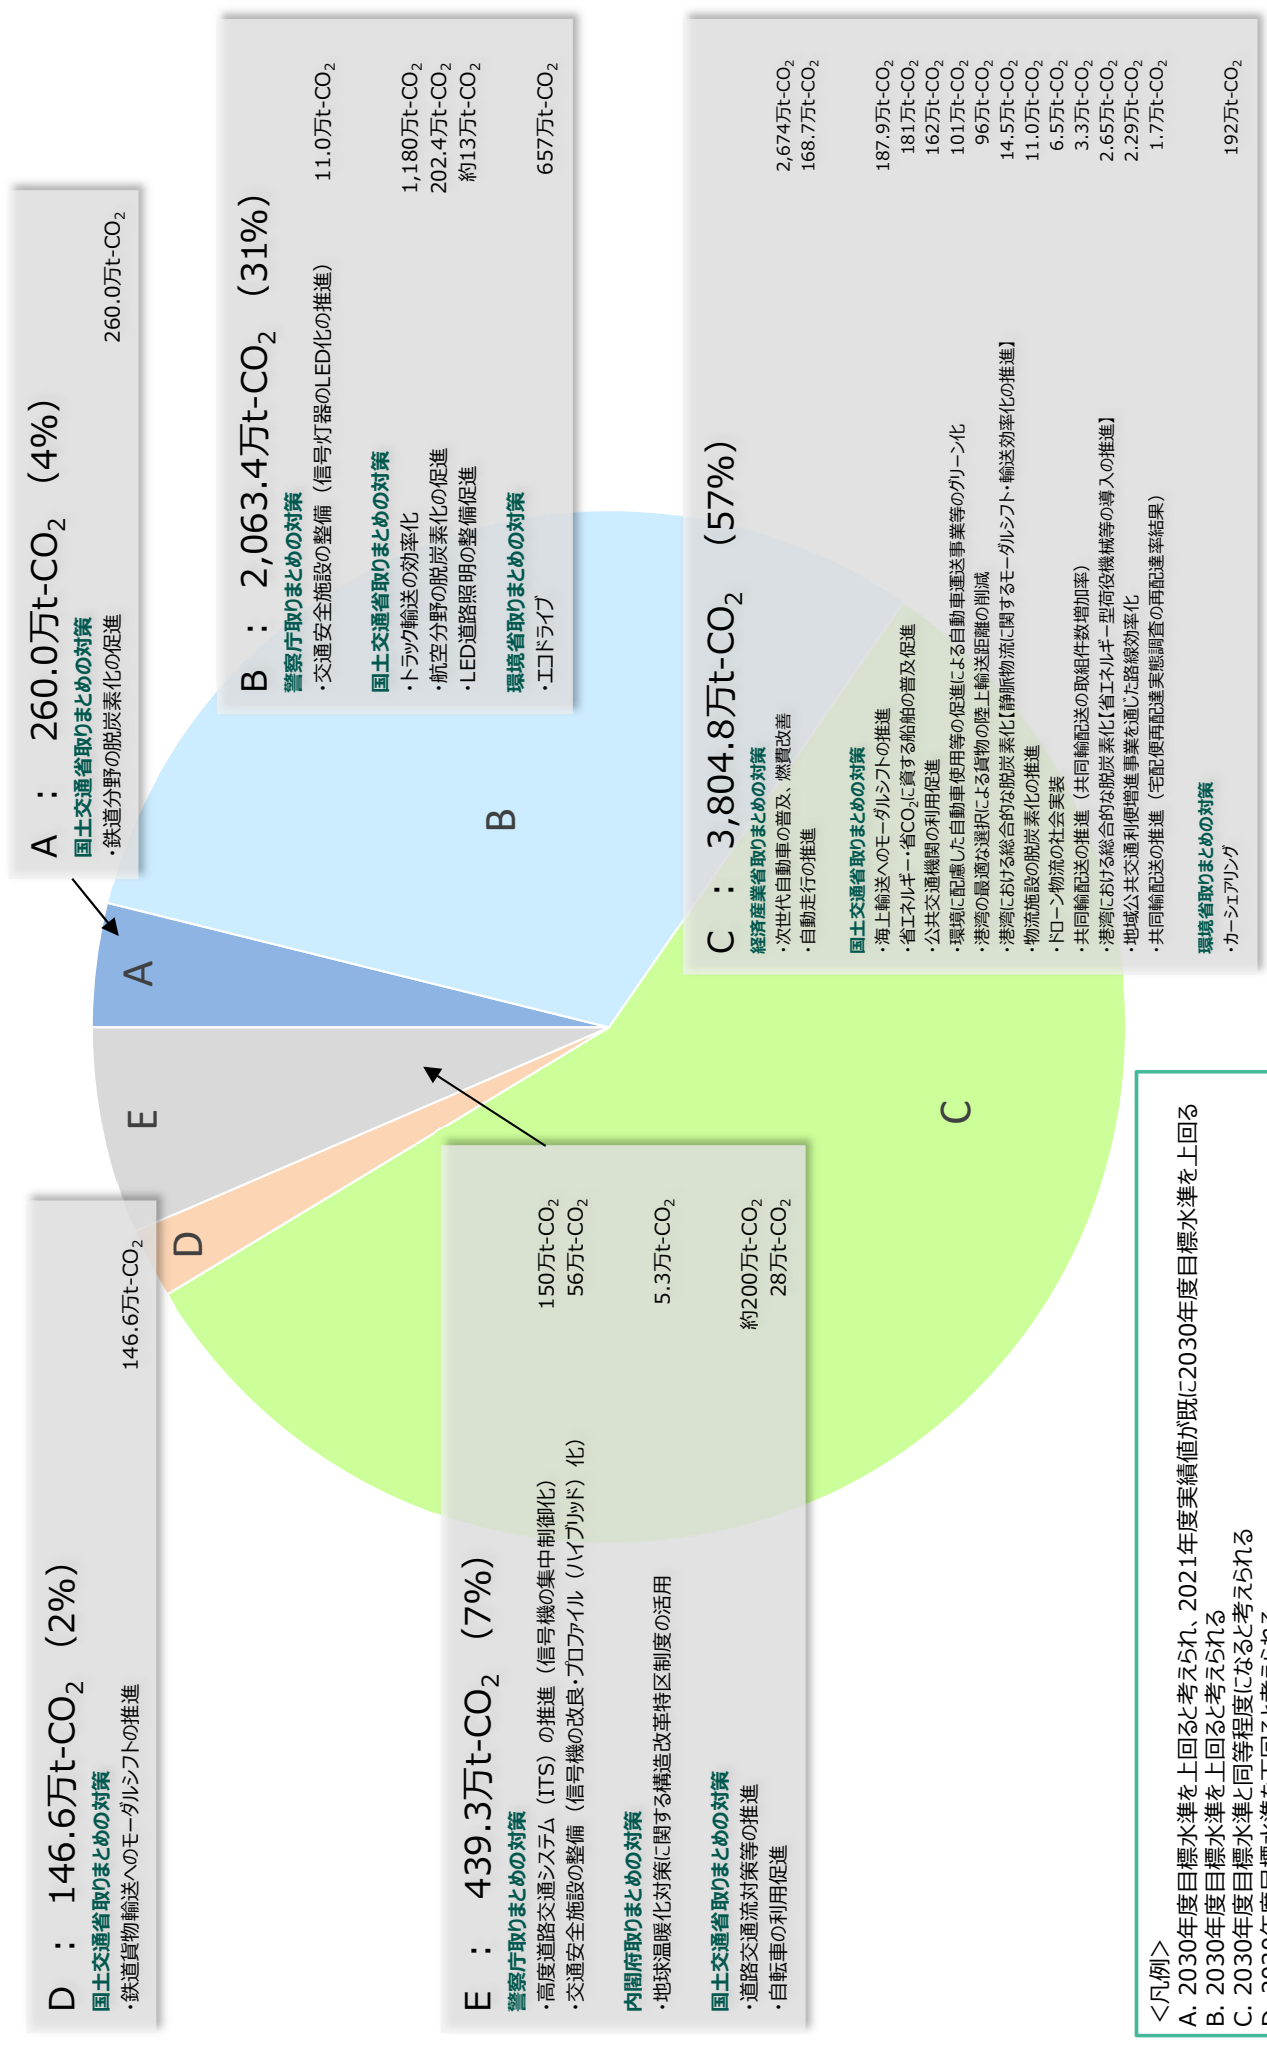 D ： 146.6万t-CO₂ （2%）
国土交通省取りまとめの対策
・鉄道貨物輸送へのモーダルシフトの推進 146.6万t-CO₂
A ： 260.0万t-CO₂ （4%）
国土交通省取りまとめの対策
・鉄道分野の脱炭素化の促進 260.0万t-CO₂
B ： 2,063.4万t-CO₂ （31%）
警察庁取りまとめの対策
・交通安全施設の整備（信号灯器のLED化の推進） 11.0万t-CO₂
国土交通省取りまとめの対策
・トラック輸送の効率化 1,180万t-CO₂
・航空分野の脱炭素化の促進 202.4万t-CO₂
・LED道路照明の整備促進 約13万t-CO₂
環境省取りまとめの対策
・エコドライブ 657万t-CO₂
E ： 439.3万t-CO₂ （7%）
警察庁取りまとめの対策
・高度道路交通システム（ITS）の推進（信号機の集中制御化） 150万t-CO₂
・交通安全施設の整備（信号機の改良・プロファイル（ハイブリッド）化） 56万t-CO₂
内閣府取りまとめの対策
・地球温暖化対策に関する構造改革特区制度の活用 5.3万t-CO₂
国土交通省取りまとめの対策
・道路交通流対策等の推進 約200万t-CO₂
・自転車の利用促進 28万t-CO₂
C ： 3,804.8万t-CO₂ （57%）
経済産業省取りまとめの対策
・次世代自動車の普及、燃費改善 2,674万t-CO₂
・自動走行の推進 168.7万t-CO₂
国土交通省取りまとめの対策
・海上輸送へのモーダルシフトの推進 187.9万t-CO₂
・省エネルギー・省CO₂に資する船舶の普及促進 181万t-CO₂
・公共交通機関の利用促進 162万t-CO₂
・環境に配慮した自動車使用等の促進による自動車運送事業等のグリーン化 101万t-CO₂
・港湾の最適な選択による貨物の陸上輸送距離の削減 96万t-CO₂
・港湾における総合的な脱炭素化【静脈物流に関するモーダルシフト・輸送効率化の推進】 14.5万t-CO₂
・物流施設の脱炭素化の推進 11.0万t-CO₂
・ドローン物流の社会実装 6.5万t-CO₂
・共同輸配送の推進（共同輸配送の取組件数増加率） 3.3万t-CO₂
・港湾における総合的な脱炭素化【省エネルギー型荷役機械等の導入の推進】 2.65万t-CO₂
・地域公共交通利便増進事業を通じた路線効率化 2.29万t-CO₂
・共同輸配送の推進（宅配便再配達実態調査の再配達率結果） 1.7万t-CO₂
環境省取りまとめの対策
・カーシェアリング 192万t-CO₂
A
B
C
D
E
＜凡例＞
A. 2030年度目標水準を上回ると考えられ、2021年度実績値が既に2030年度目標水準を上回る
B. 2030年度目標水準を上回ると考えられる
C. 2030年度目標水準と同等程度になると考えられる